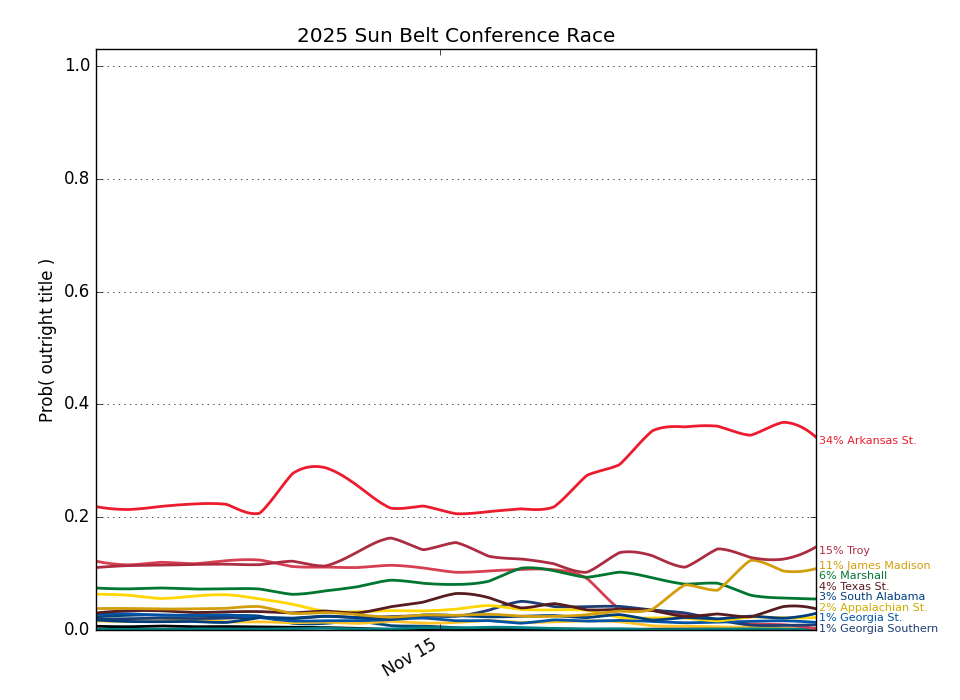 2025 Sun Belt Conference Race
Prob( outright title )
1.0
0.8
0.6
0.4
0.2
0.0
Nov 15
34% Arkansas St.
15% Troy
11% James Madison
6% Marshall
4% Texas St.
3% South Alabama
2% Appalachian St.
1% Georgia St.
1% Georgia Southern